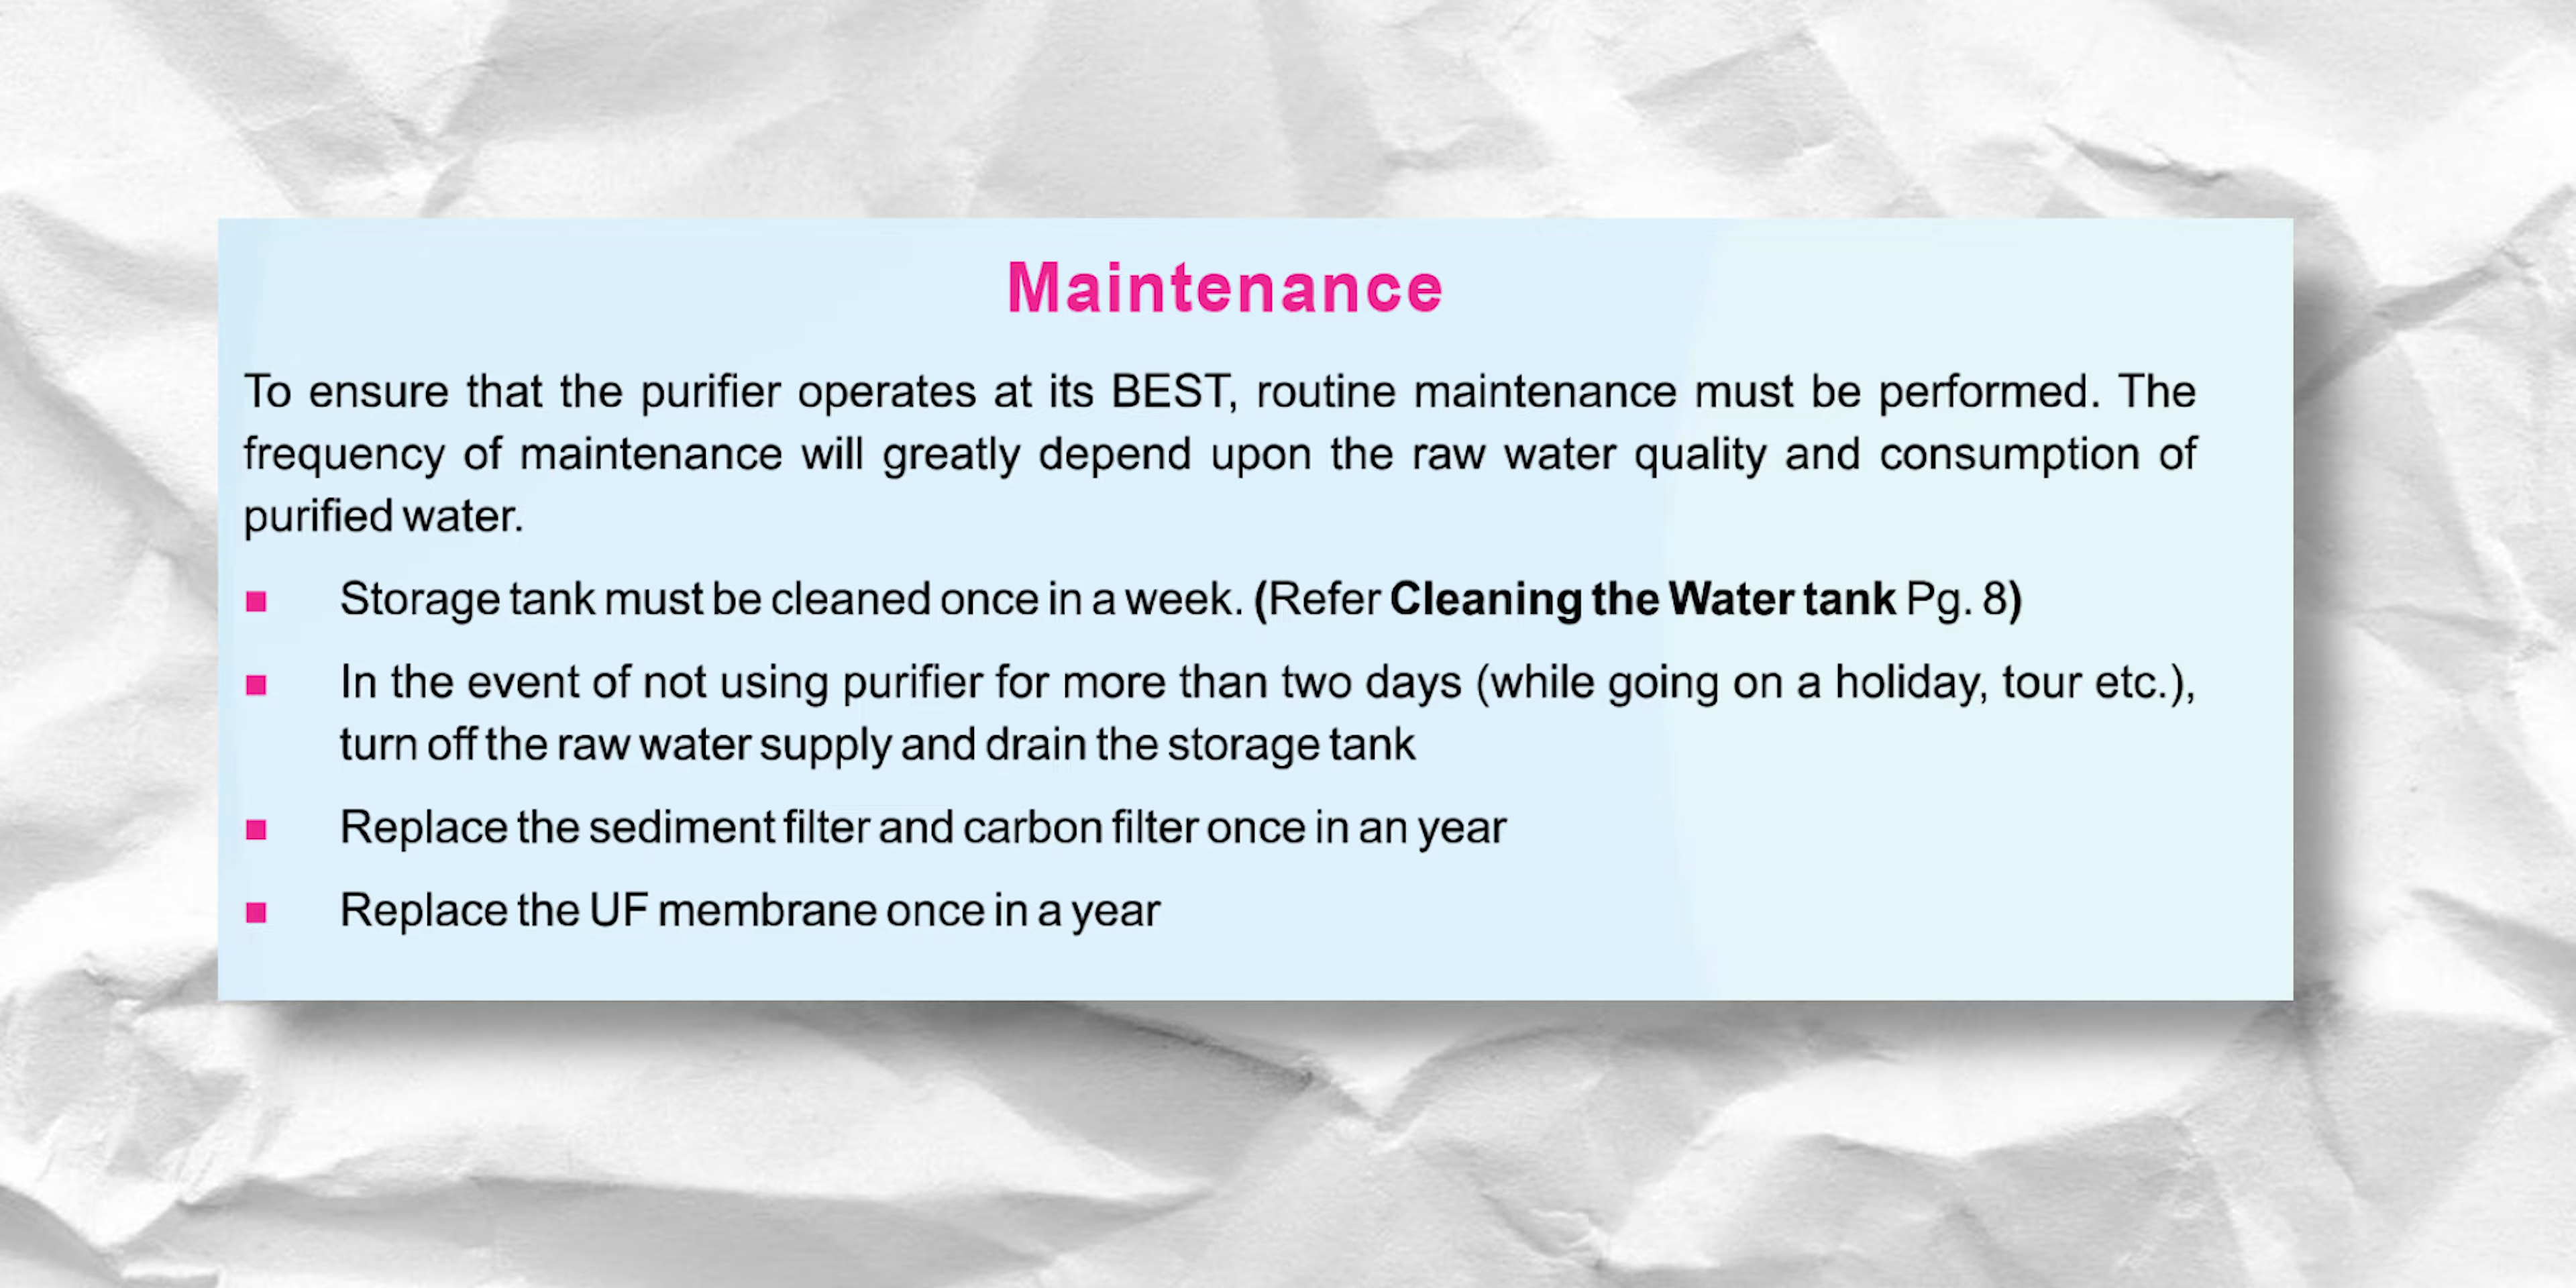 Maintenance
To ensure that the purifier operates at its BEST, routine maintenance must be performed. The
frequency of maintenance will greatly depend upon the raw water quality and consumption of
purified water.
■ Storage tank must be cleaned once in a week. (Refer Cleaning the Water tank Pg. 8)
■ In the event of not using purifier for more than two days (while going on a holiday, tour etc.),
turn off the raw water supply and drain the storage tank
■ Replace the sediment filter and carbon filter once in an year
■ Replace the UF membrane once in a year